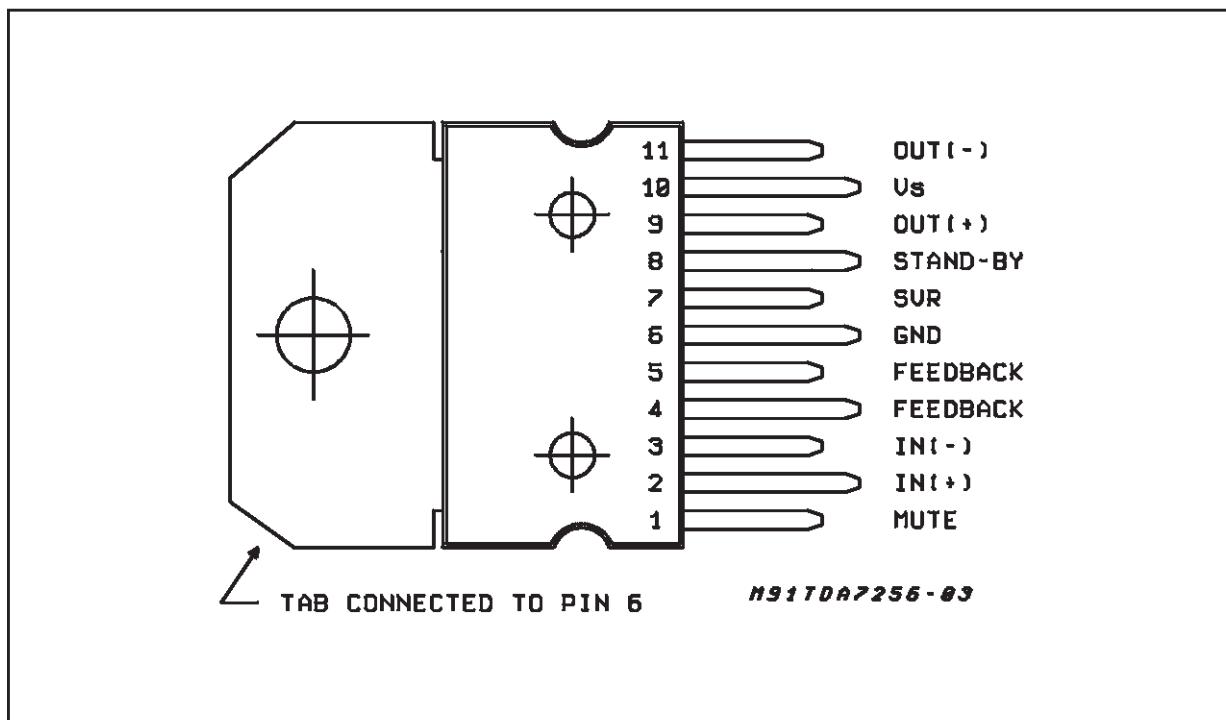 11 OUT(-)
10 Vs
9 OUT(+)
8 STAND-BY
7 SVR
6 GND
5 FEEDBACK
4 FEEDBACK
3 IN(-)
2 IN(+)
1 MUTE
TAB CONNECTED TO PIN 6
M91TDA7256-03